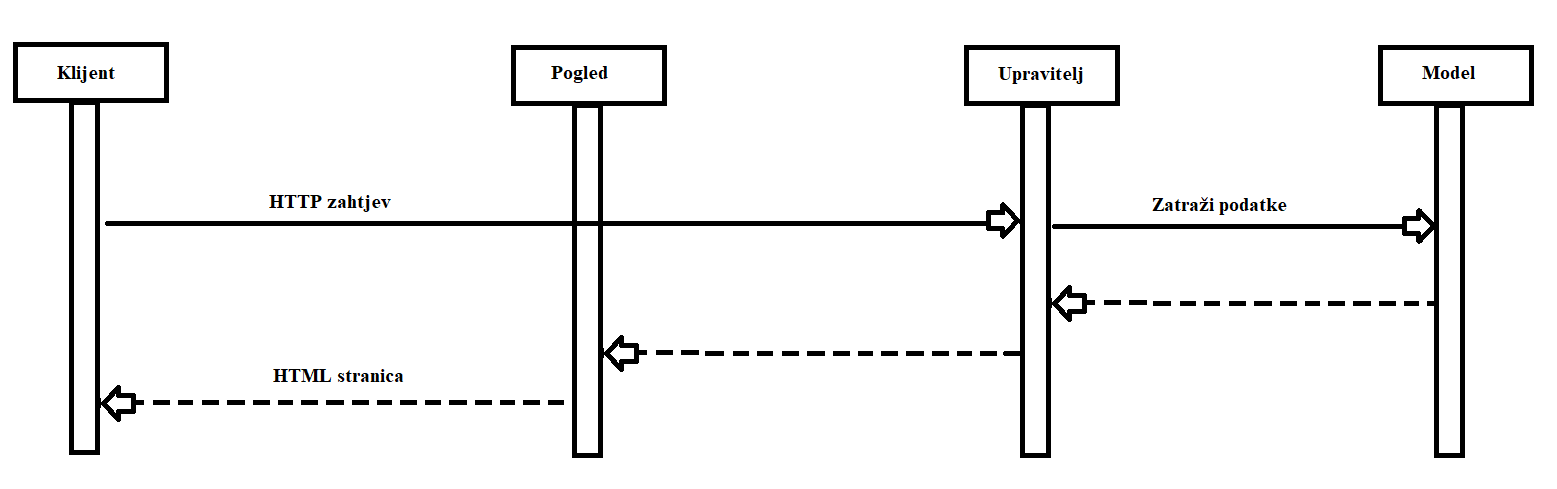 Klijent
Pogled
Upravitelj
Model
HTTP zahtjev
Zatraži podatke
HTML stranica